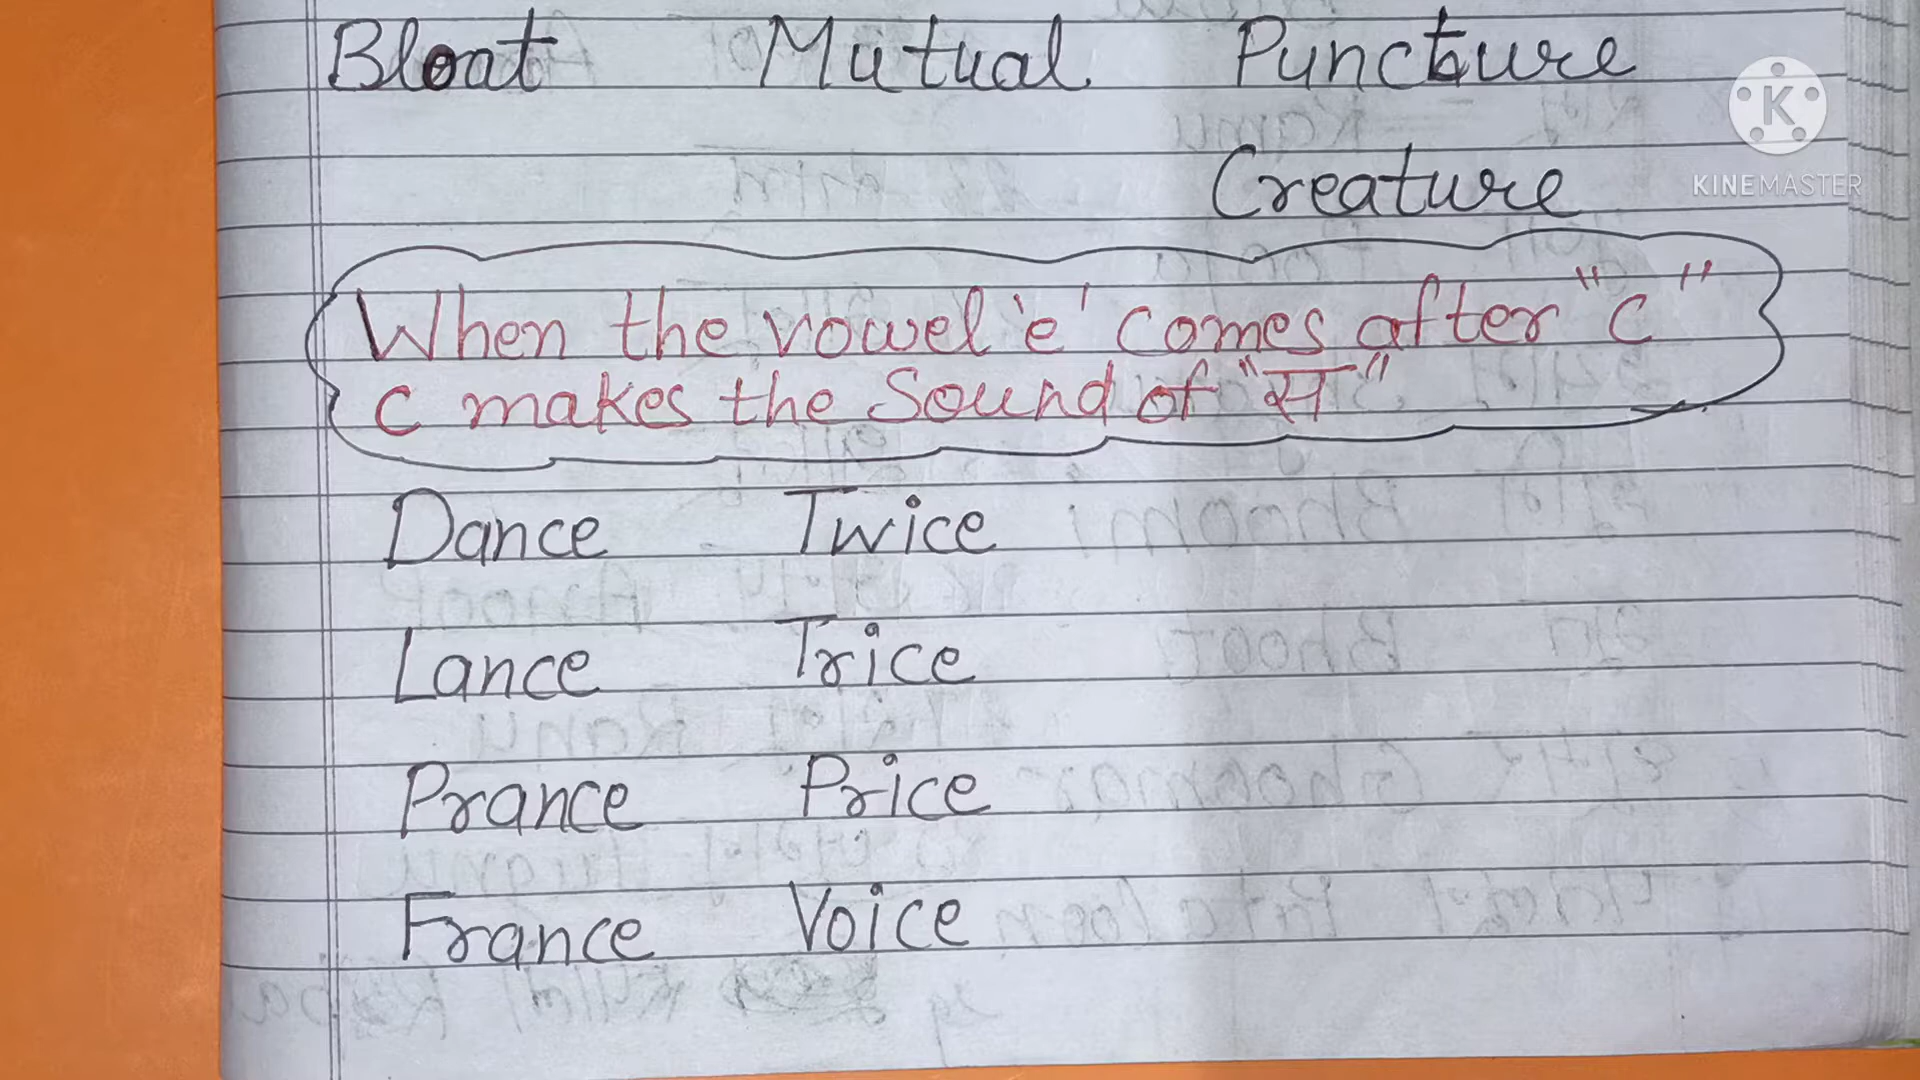 Bloat Mutual Puncture
Creature
When the vowel 'e' comes after "c"
c makes the Sound of "स"
Dance Twice
Lance Trice
Prance Price
France Voice
KINEMASTER